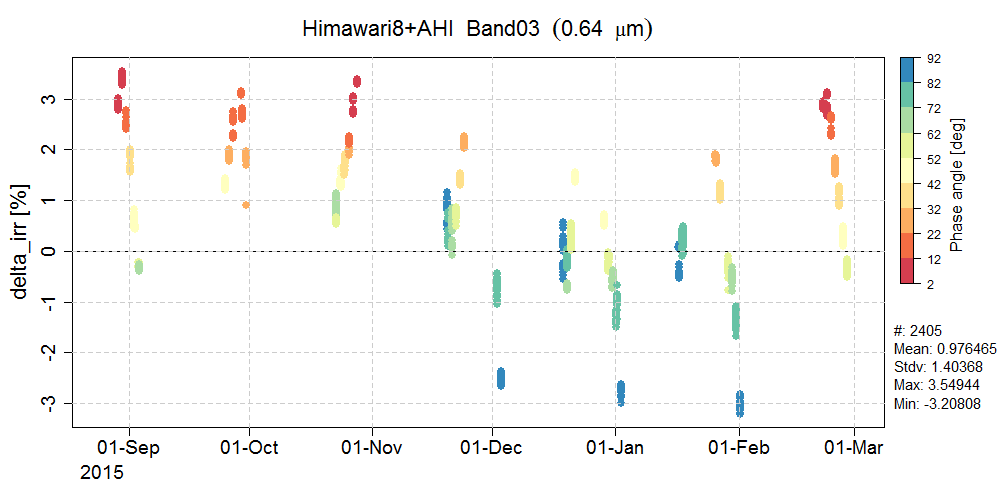 Himawari8+AHI Band03 (0.64 μm)
delta_irr [%]
3
2
1
0
-1
-2
-3
01-Sep 01-Oct 01-Nov 01-Dec 01-Jan 01-Feb 01-Mar
2015
92
82
72
62
52
42
32
22
12
2
Phase angle [deg]
#: 2405
Mean: 0.976465
Stdv: 1.40368
Max: 3.54944
Min: -3.20808